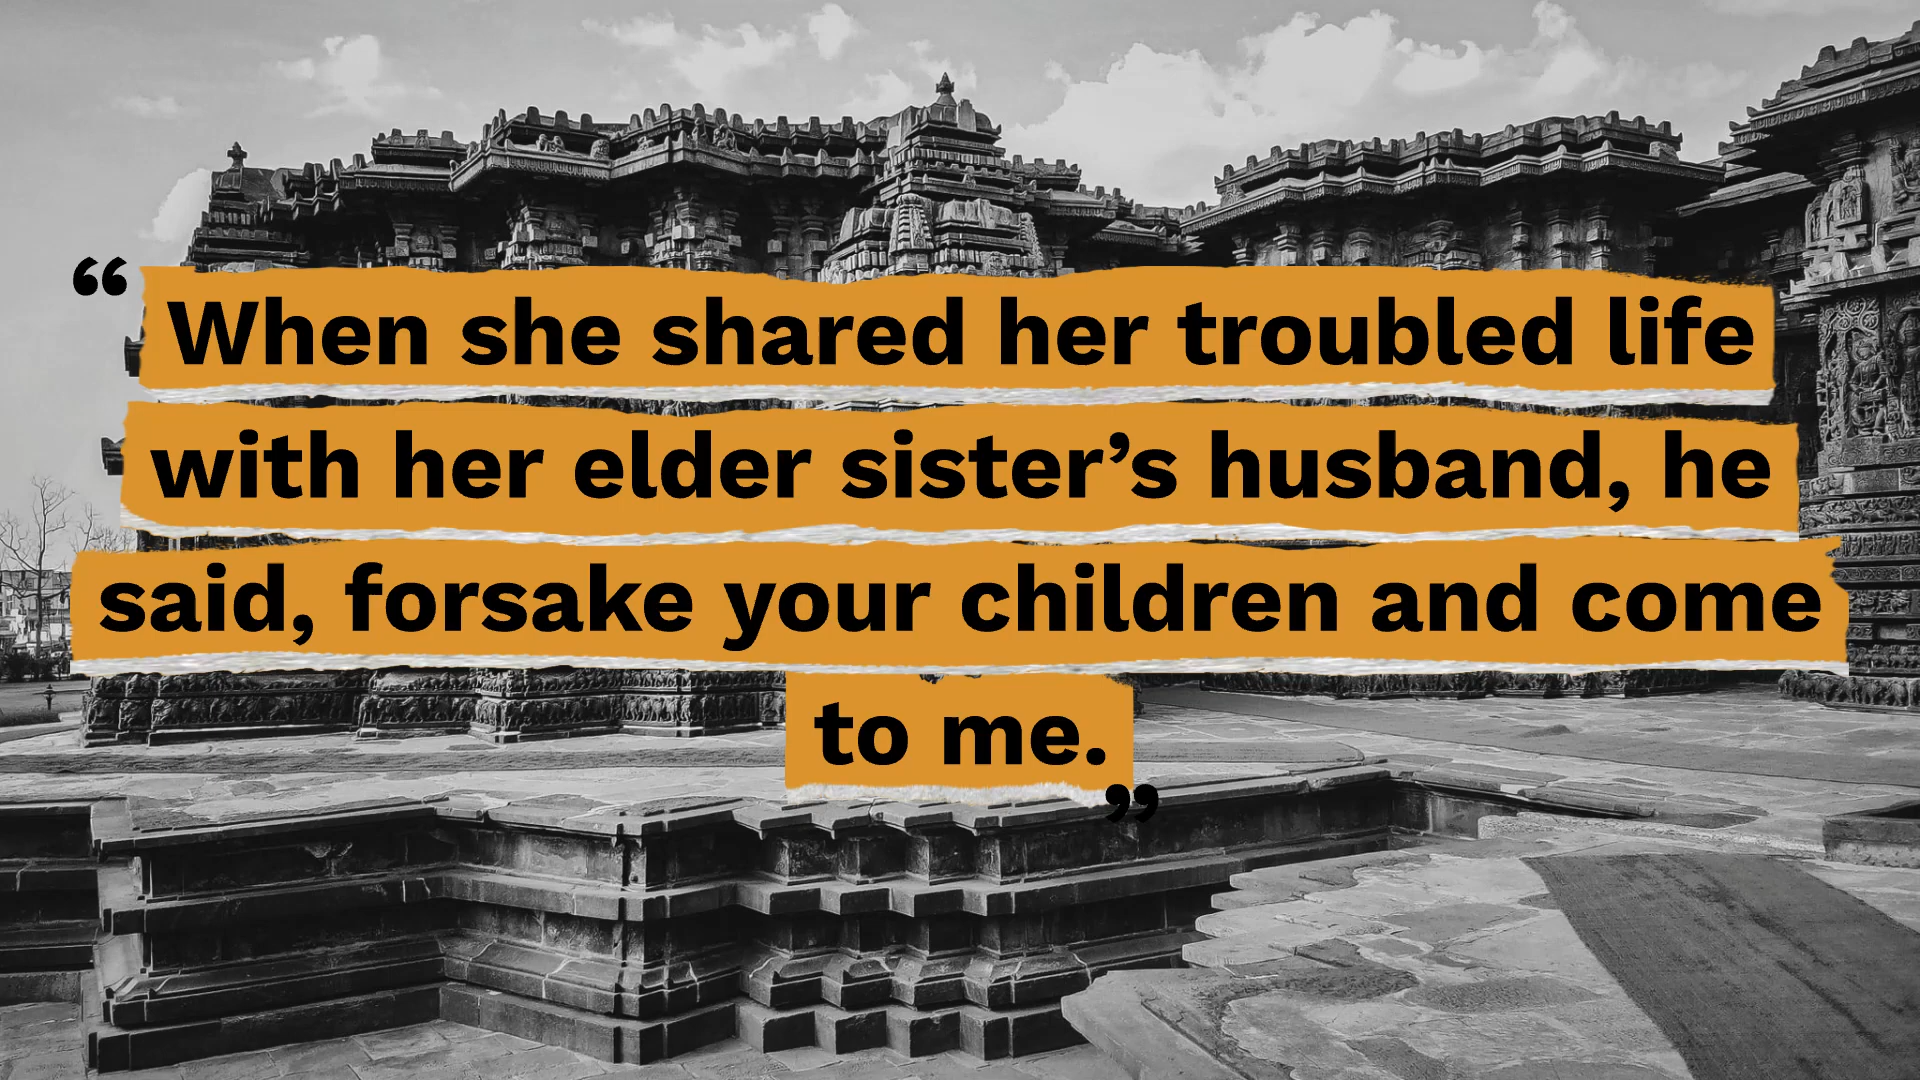 “When she shared her troubled life
with her elder sister’s husband, he
said, forsake your children and come
to me.”